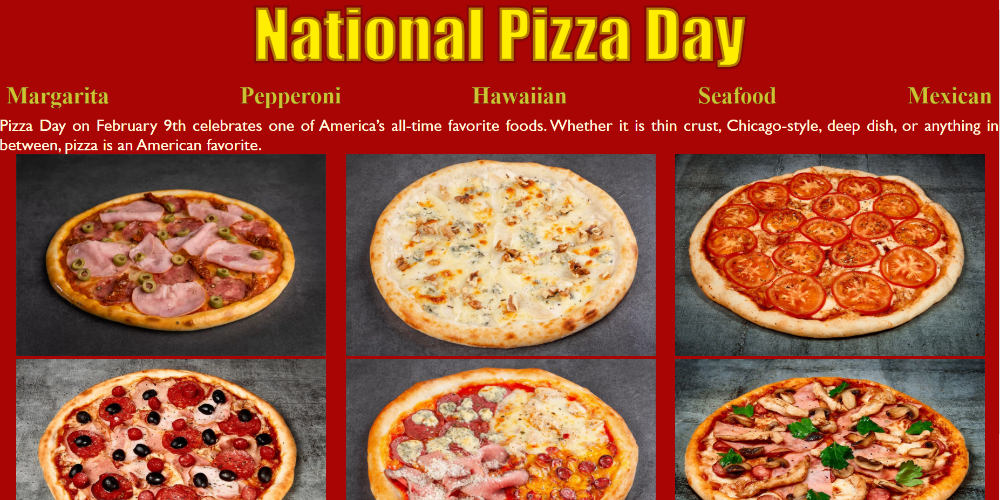 National Pizza Day
Margarita Pepperoni Hawaiian Seafood Mexican
Pizza Day on February 9th celebrates one of America’s all-time favorite foods. Whether it is thin crust, Chicago-style, deep dish, or anything in
between, pizza is an American favorite.